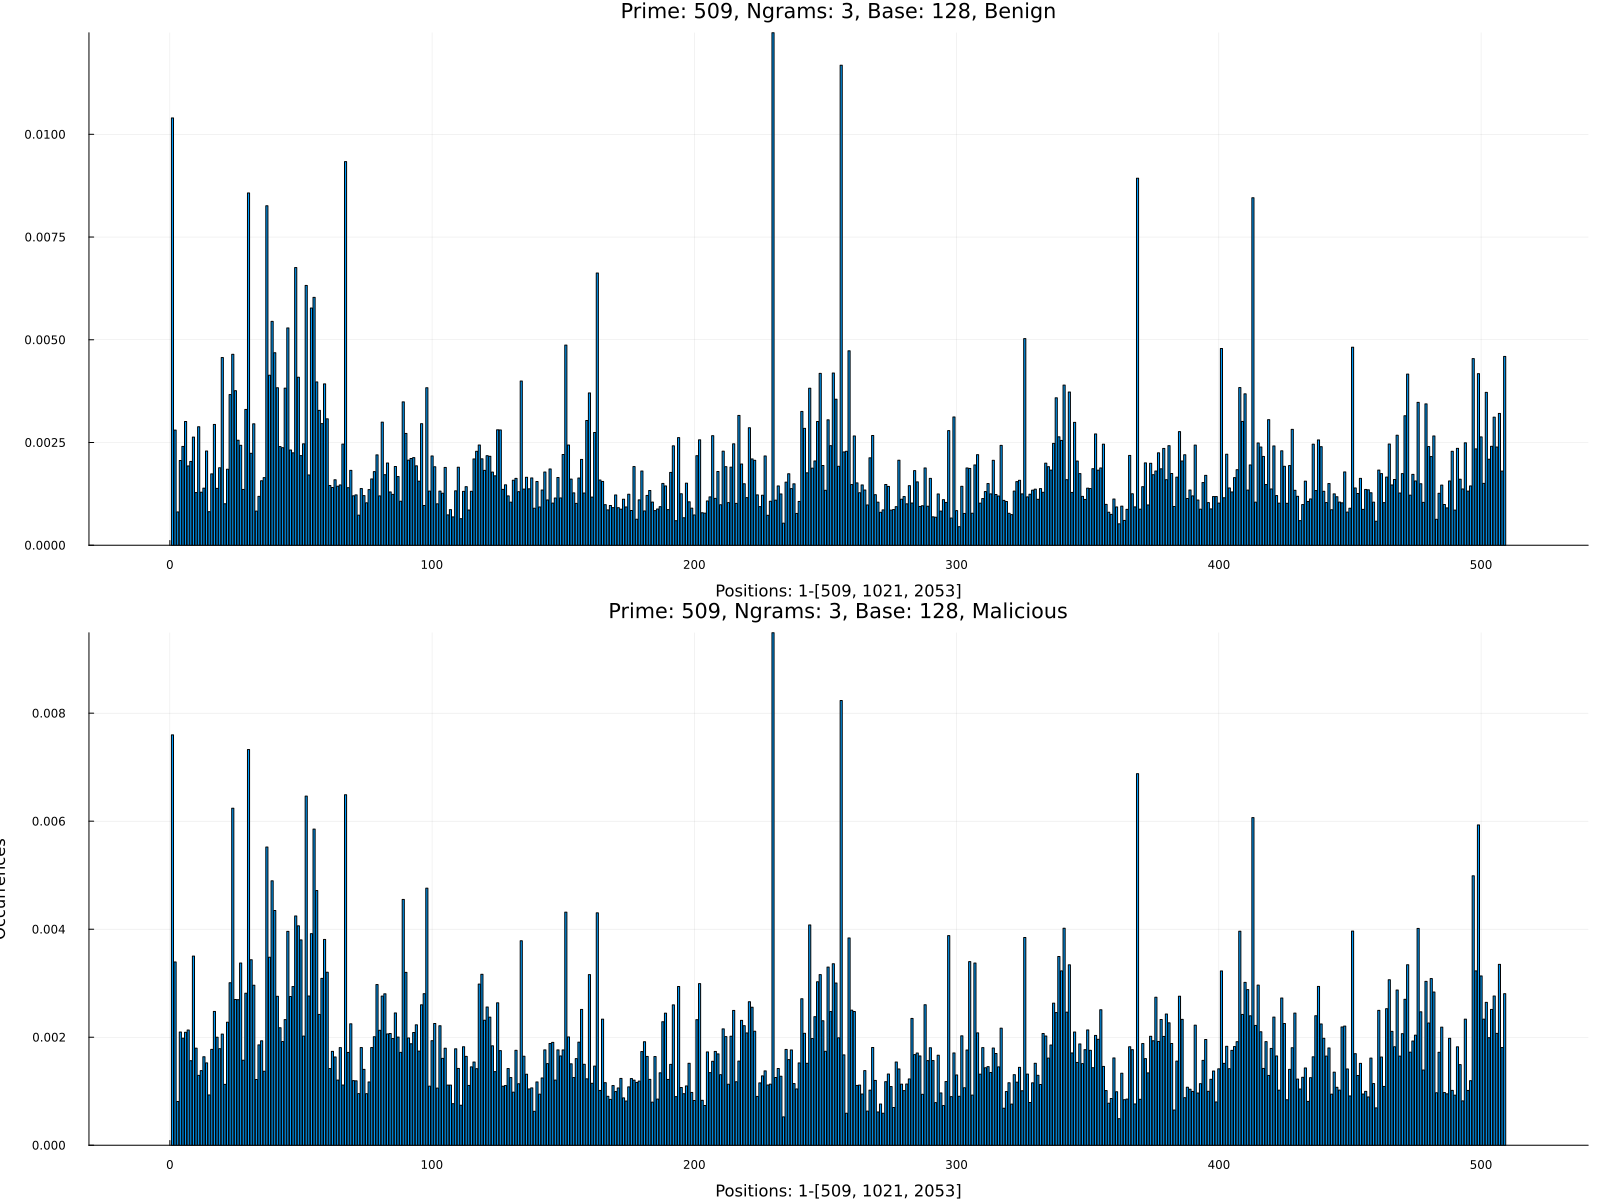 Prime: 509, Ngrams: 3, Base: 128, Benign
0.0100
0.0075
0.0050
0.0025
0.0000
0 100 200 300 400 500
Positions: 1-[509, 1021, 2053]
Prime: 509, Ngrams: 3, Base: 128, Malicious
0.008
0.006
0.004
0.002
0.000
Occurrences
0 100 200 300 400 500
Positions: 1-[509, 1021, 2053]